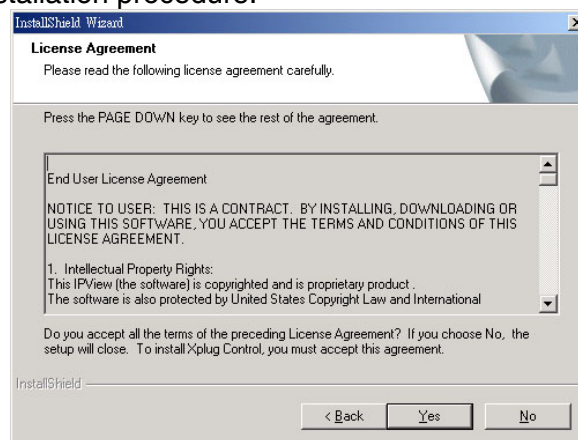 stallation procedure.
InstallShield Wizard
License Agreement
Please read the following license agreement carefully.
Press the PAGE DOWN key to see the rest of the agreement.
End User License Agreement
NOTICE TO USER: THIS IS A CONTRACT. BY INSTALLING, DOWNLOADING OR
USING THIS SOFTWARE, YOU ACCEPT THE TERMS AND CONDITIONS OF THIS
LICENSE AGREEMENT.
1. Intellectual Property Rights:
This IPView (the software) is copyrighted and is proprietary product .
The software is also protected by United States Copyright Law and International
Do you accept all the terms of the preceding License Agreement? If you choose No, the
setup will close. To install Xplug Control, you must accept this agreement.
InstallShield
< Back Yes No